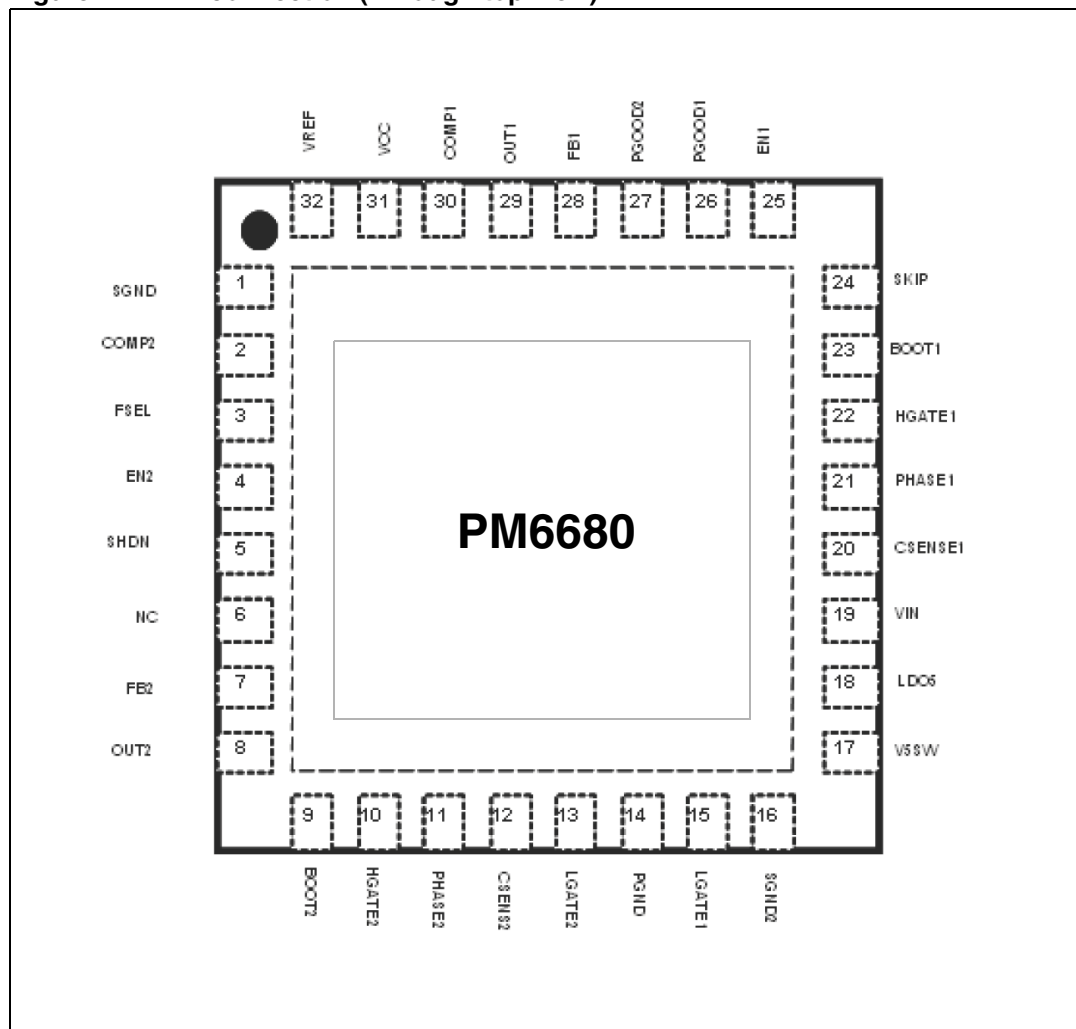 VREF
VCC
COMP1
OUT1
FB1
PGOOD2
PGOOD1
EN1
32 31 30 29 28 27 26 25
SGND 1
COMP2 2
FSEL 3
EN2 4
SHDN 5
NC 6
FB2 7
OUT2 8
24 SKIP
23 BOOT1
22 HGATE1
21 PHASE1
20 CSENSE1
19 VIN
18 LDO5
17 V5SW
PM6680
9 10 11 12 13 14 15 16
BOOT2
HGATE2
PHASE2
CSENS2
LGATE2
PGND
LGATE1
SGND2